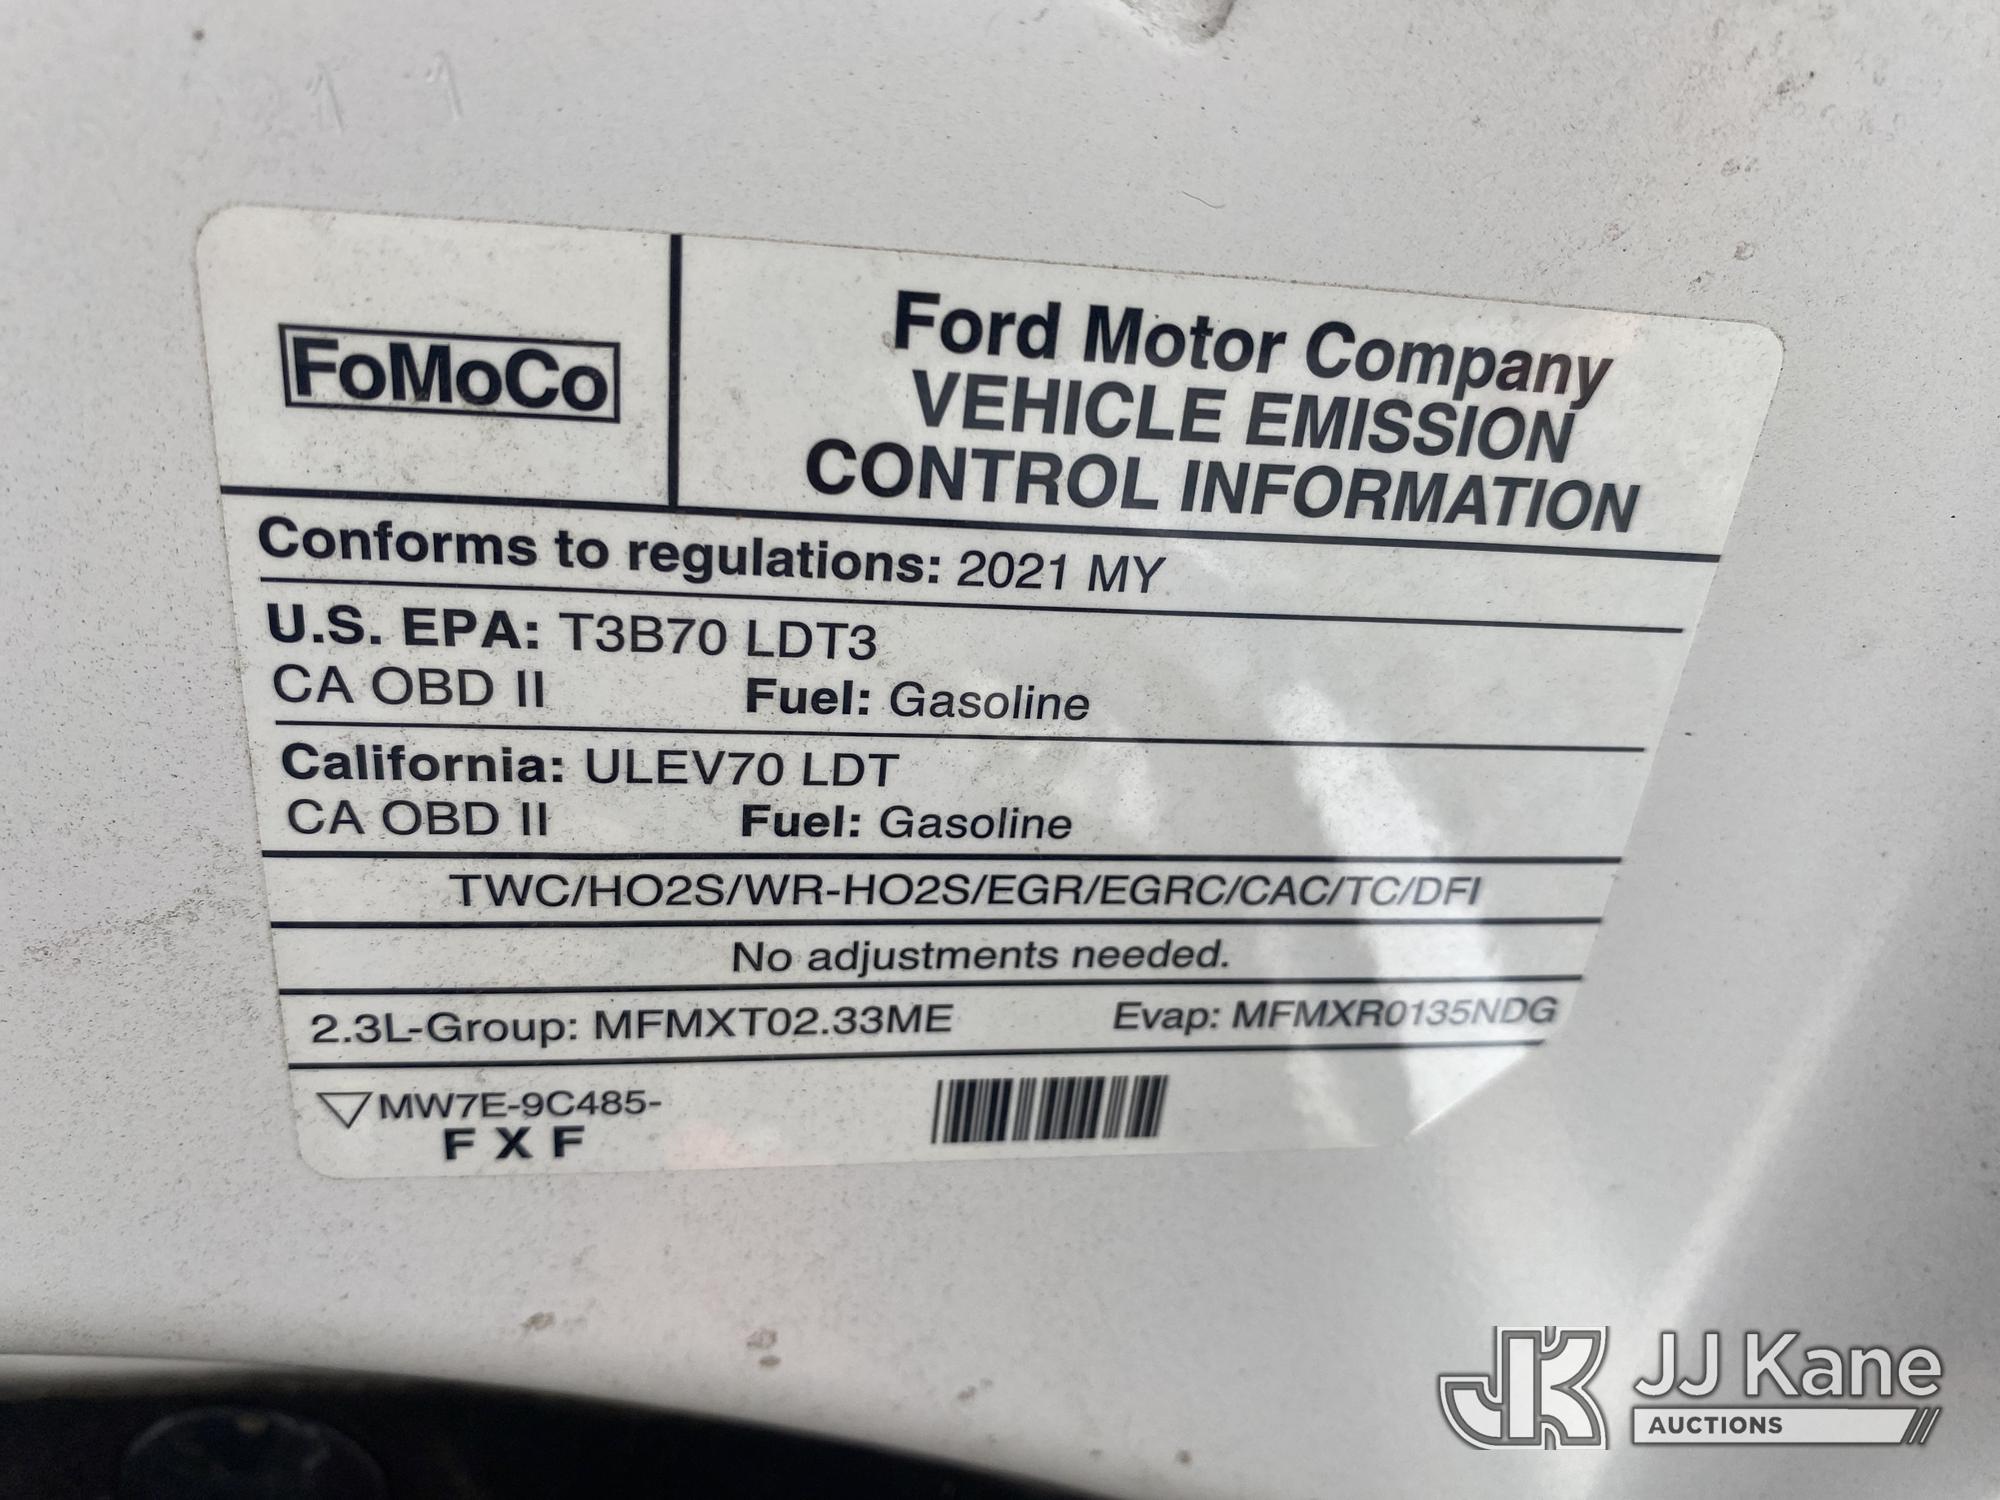 FoMoCo
Ford Motor Company
VEHICLE EMISSION
CONTROL INFORMATION
Conforms to regulations: 2021 MY
U.S. EPA: T3B70 LDT3
CA OBD II Fuel: Gasoline
California: ULEV70 LDT
CA OBD II Fuel: Gasoline
TWC/HO2S/WR-HO2S/EGR/EGRC/CAC/TC/DFI
No adjustments needed.
2.3L-Group: MFMXT02.33ME Evap: MFMXR0135NDG
MW7E-9C485-
F X F
JK JJ Kane
AUCTIONS